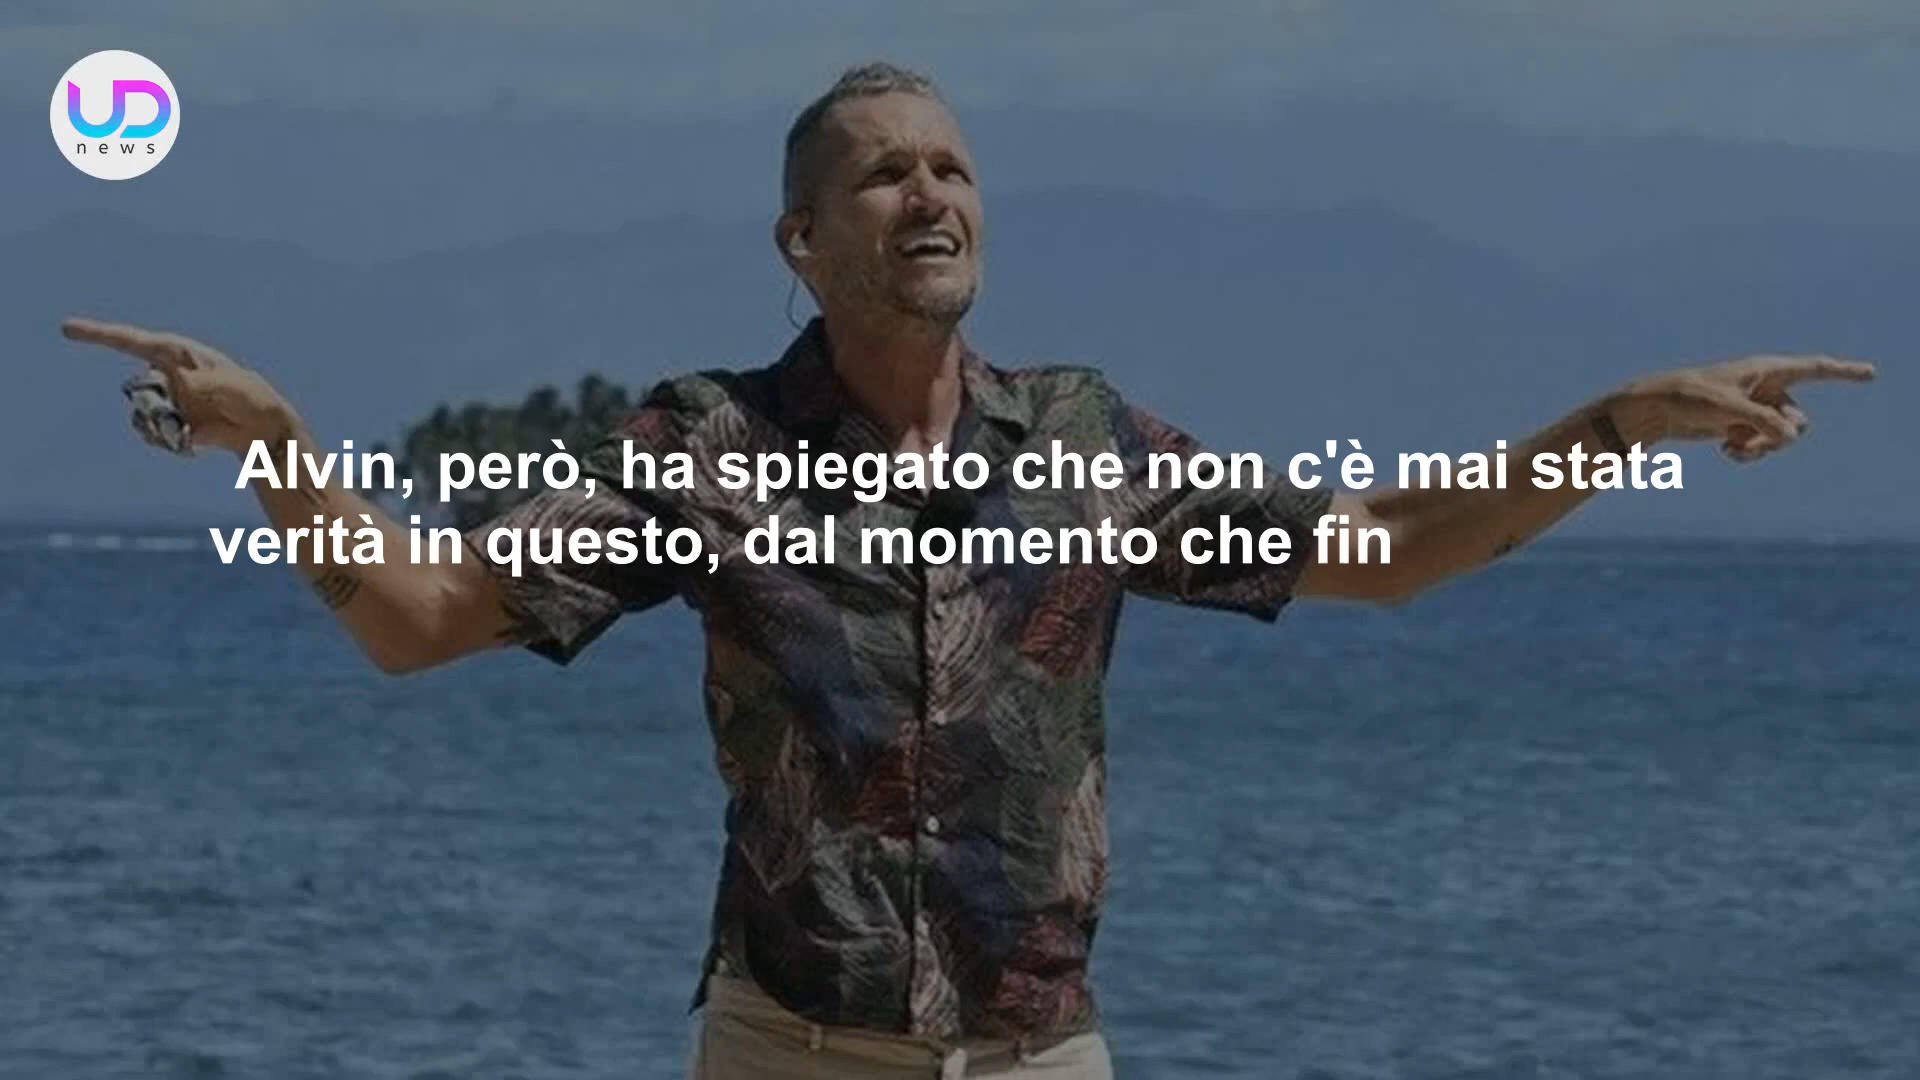 UD
news
Alvin, però, ha spiegato che non c'è mai stata
verità in questo, dal momento che fin